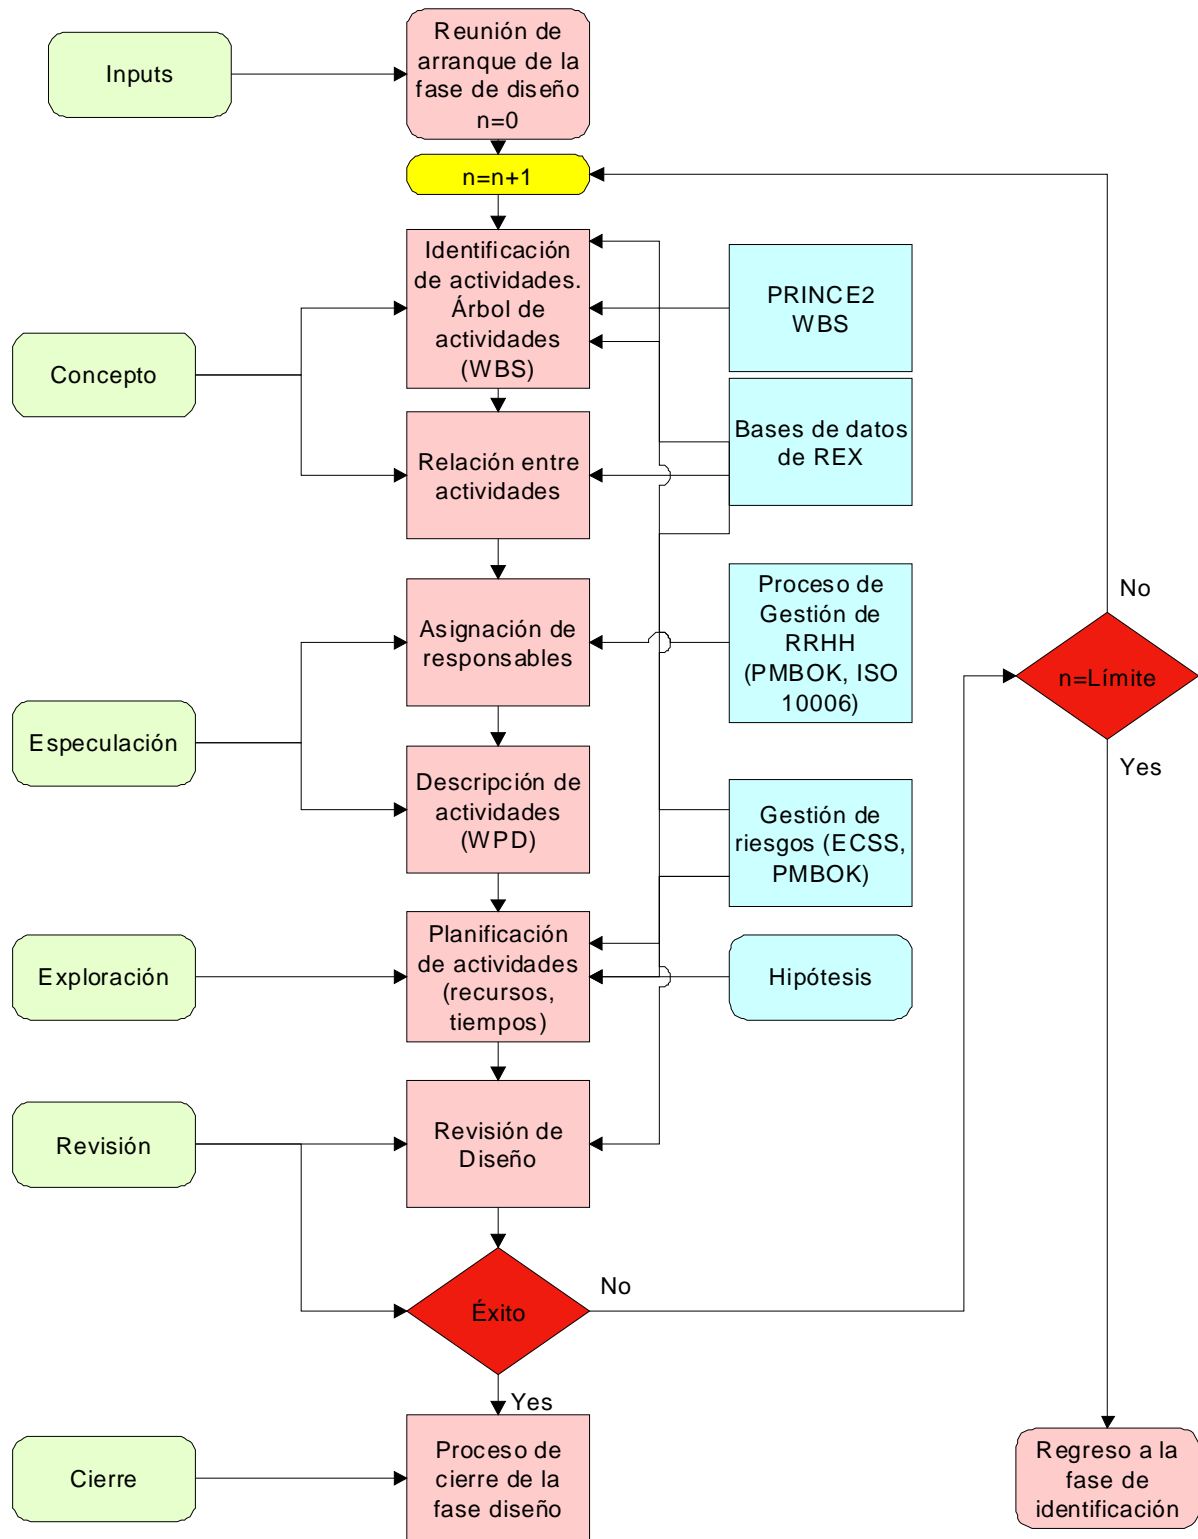 Reunión de
arranque de la
fase de diseño
n=0
Inputs
n=n+1
Identificación
de actividades.
Árbol de
actividades
(WBS)
PRINCE2
WBS
Concepto
Relación entre
actividades
Bases de datos
de REX
Asignación de
responsables
Proceso de
Gestión de
RRHH
(PMBOK, ISO
10006)
No
n=Límite
Yes
Especulación
Descripción de
actividades
(WPD)
Gestión de
riesgos (ECSS,
PMBOK)
Exploración
Planificación
de actividades
(recursos,
tiempos)
Hipótesis
Revisión
Revisión de
Diseño
Éxito
No
Yes
Cierre
Proceso de
cierre de la
fase diseño
Regreso a la
fase de
identificación